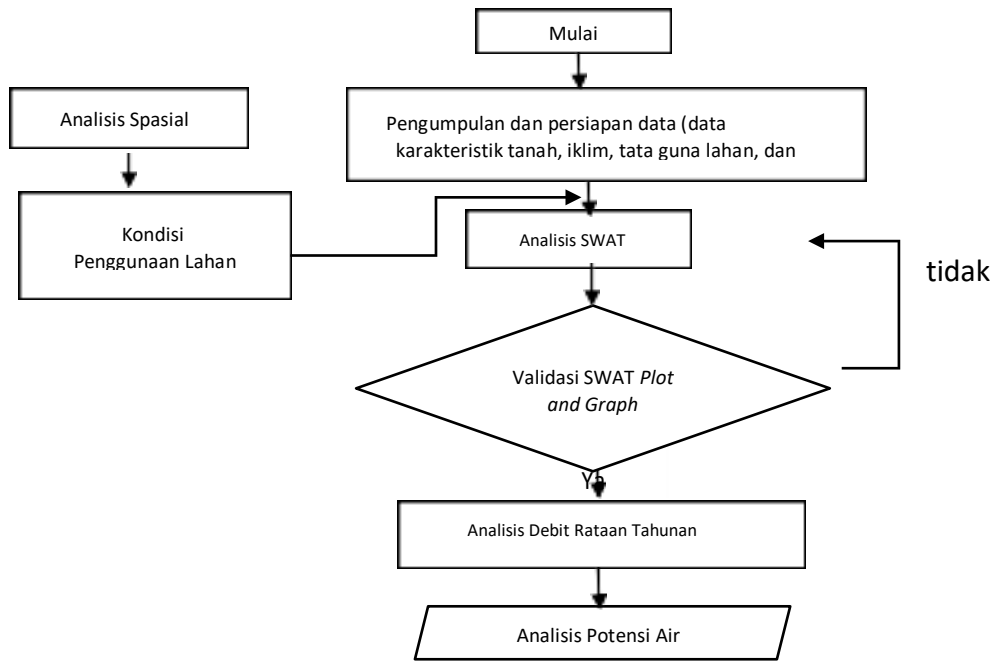 Mulai
Analisis Spasial
Pengumpulan dan persiapan data (data
karakteristik tanah, iklim, tata guna lahan, dan
Kondisi
Penggunaan Lahan
Analisis SWAT
tidak
Validasi SWAT Plot
and Graph
Ya
Analisis Debit Rataan Tahunan
Analisis Potensi Air